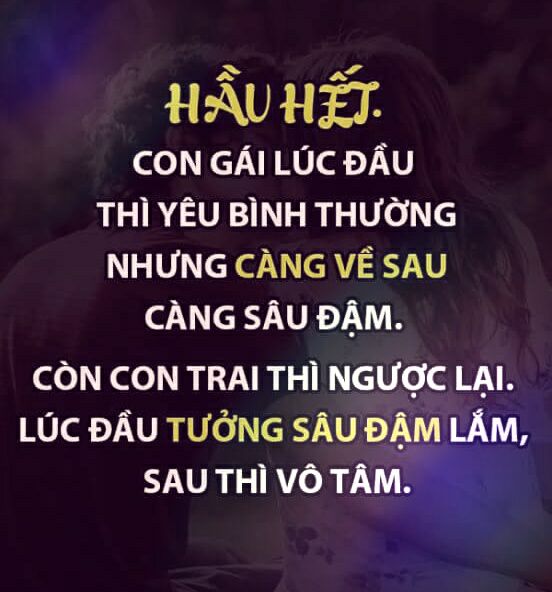 HẦU HẾT.
CON GÁI LÚC ĐẦU
THÌ YÊU BÌNH THƯỜNG
NHƯNG CÀNG VỀ SAU
CÀNG SÂU ĐẬM.
CÒN CON TRAI THÌ NGƯỢC LẠI.
LÚC ĐẦU TƯỞNG SÂU ĐẬM LẮM,
SAU THÌ VÔ TÂM.